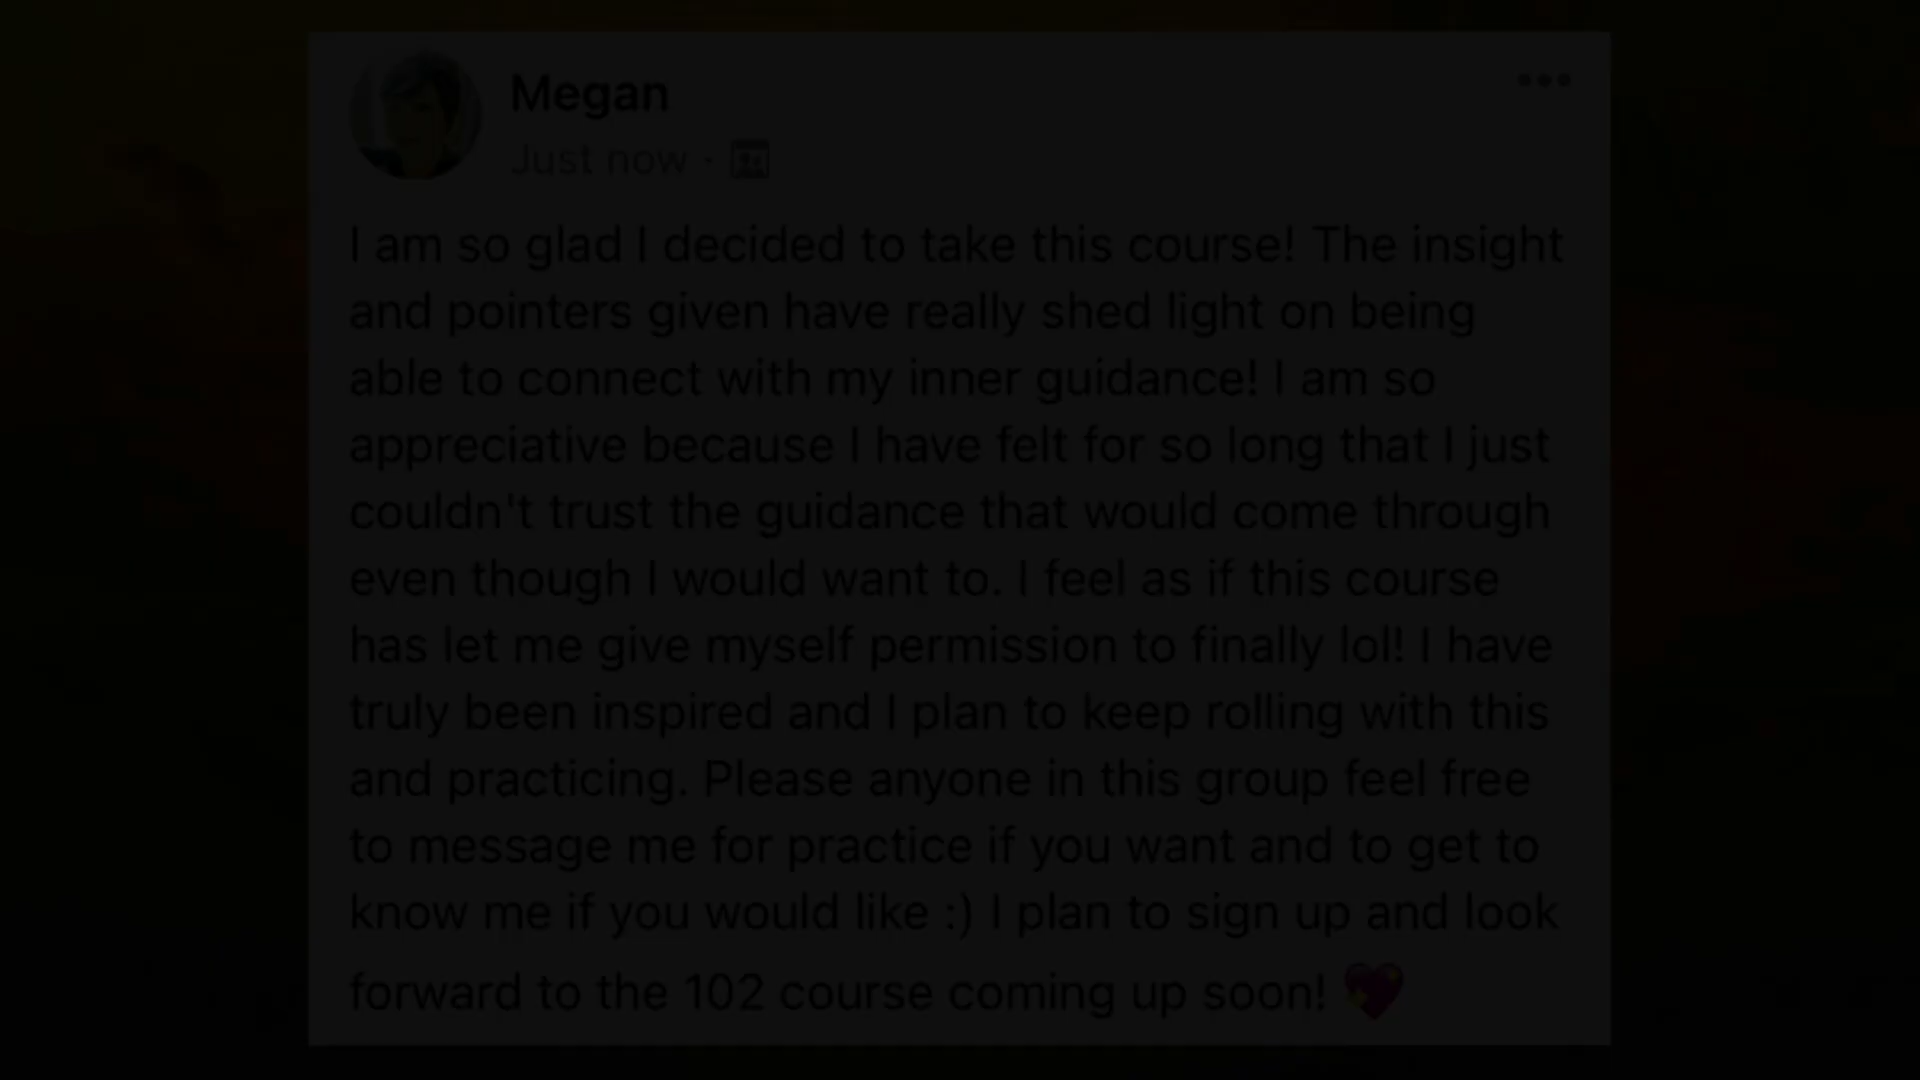 Megan
Just now ·
I am so glad I decided to take this course! The insight
and pointers given have really shed light on being
able to connect with my inner guidance! I am so
appreciative because I have felt for so long that I just
couldn't trust the guidance that would come through
even though I would want to. I feel as if this course
has let me give myself permission to finally lol! I have
truly been inspired and I plan to keep rolling with this
and practicing. Please anyone in this group feel free
to message me for practice if you want and to get to
know me if you would like :) I plan to sign up and look
forward to the 102 course coming up soon! 💖